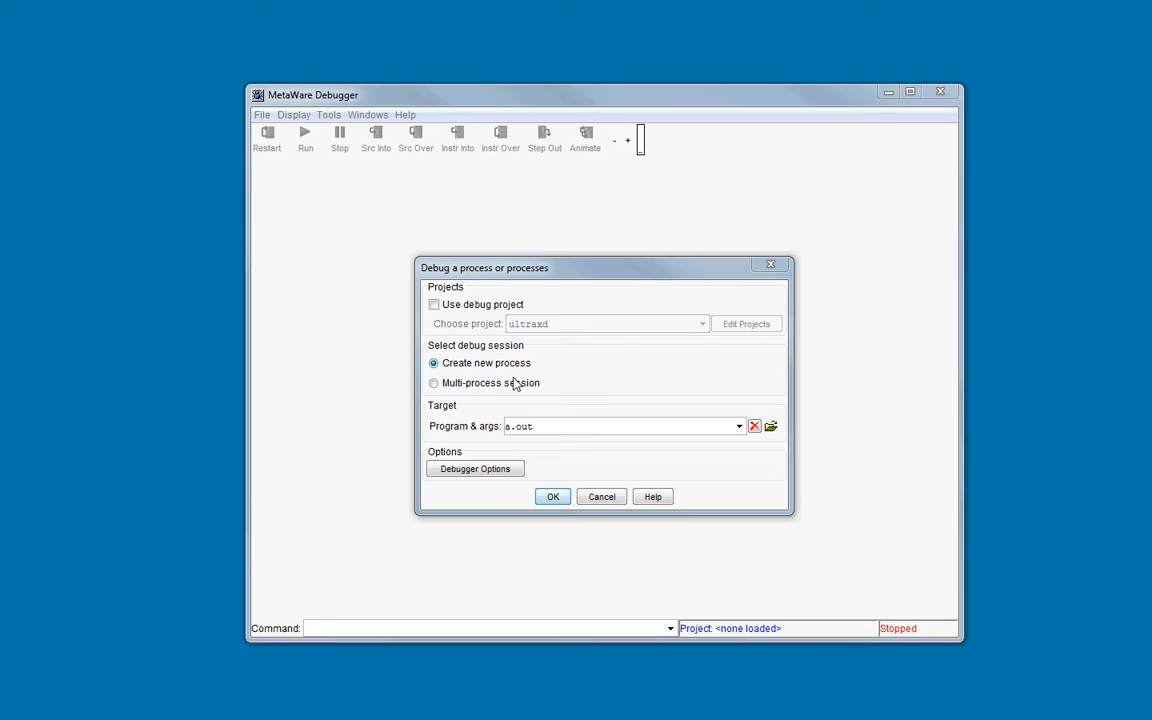 MetaWare Debugger
File Display Tools Windows Help
Restart Run Stop Src Into Src Over Instr Into Instr Over Step Out Animate - +
Debug a process or processes
Projects
Use debug project
Choose project: ultraxd Edit Projects
Select debug session
Create new process
Multi-process session
Target
Program & args: a.out
Options
Debugger Options
OK Cancel Help
Command: Project: <none loaded> Stopped